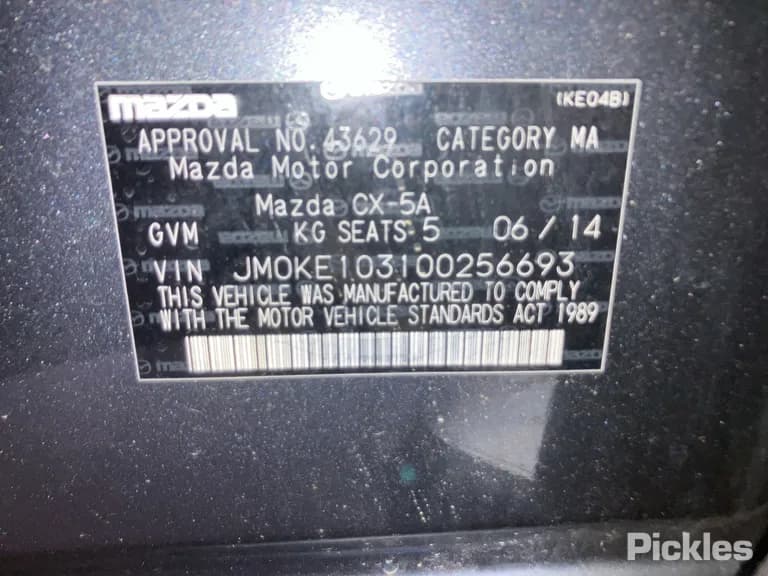 mazda (KE04B)
APPROVAL NO. 43629 CATEGORY MA
Mazda Motor Corporation
Mazda CX-5A
GVM KG SEATS 5 06/14
VIN JM0KE103100256693
THIS VEHICLE WAS MANUFACTURED TO COMPLY
WITH THE MOTOR VEHICLE STANDARDS ACT 1989
Pickles